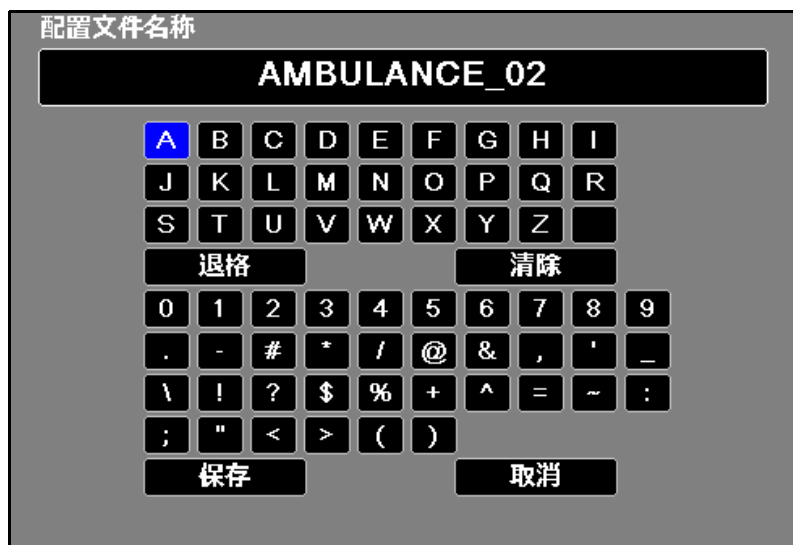 配置文件名称
AMBULANCE_02
A B C D E F G H I
J K L M N O P Q R
S T U V W X Y Z
退格 清除
0 1 2 3 4 5 6 7 8 9
. - # * / @ & , ' _
\ ! ? $ % + ^ = ~ :
; " < > ( )
保存 取消